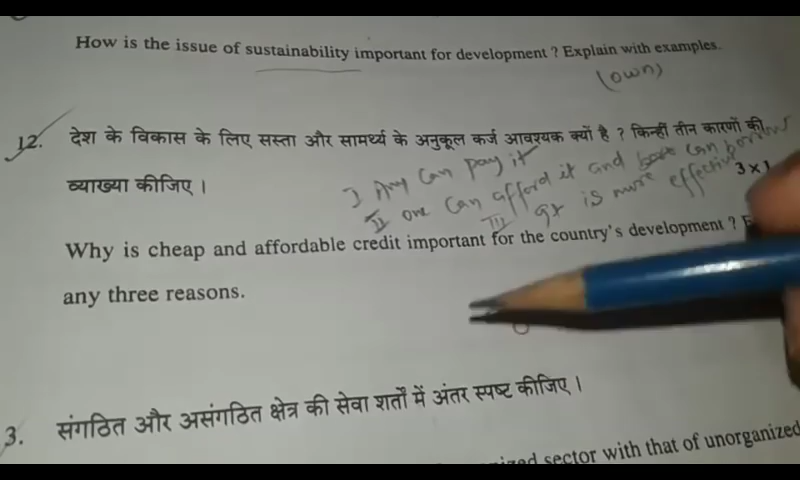 How is the issue of sustainability important for development ? Explain with examples.
(own)
12. देश के विकास के लिए सस्ता और सामर्थ्य के अनुकूल कर्ज आवश्यक क्यों है ? किन्हीं तीन कारणों की
व्याख्या कीजिए ।
I Any can pay it
II one can afford it and can borrow
III is more effective
3 × 1
Why is cheap and affordable credit important for the country's development ?
any three reasons.
3. संगठित और असंगठित क्षेत्र की सेवा शर्तों में अंतर स्पष्ट कीजिए ।
sector with that of unorganized